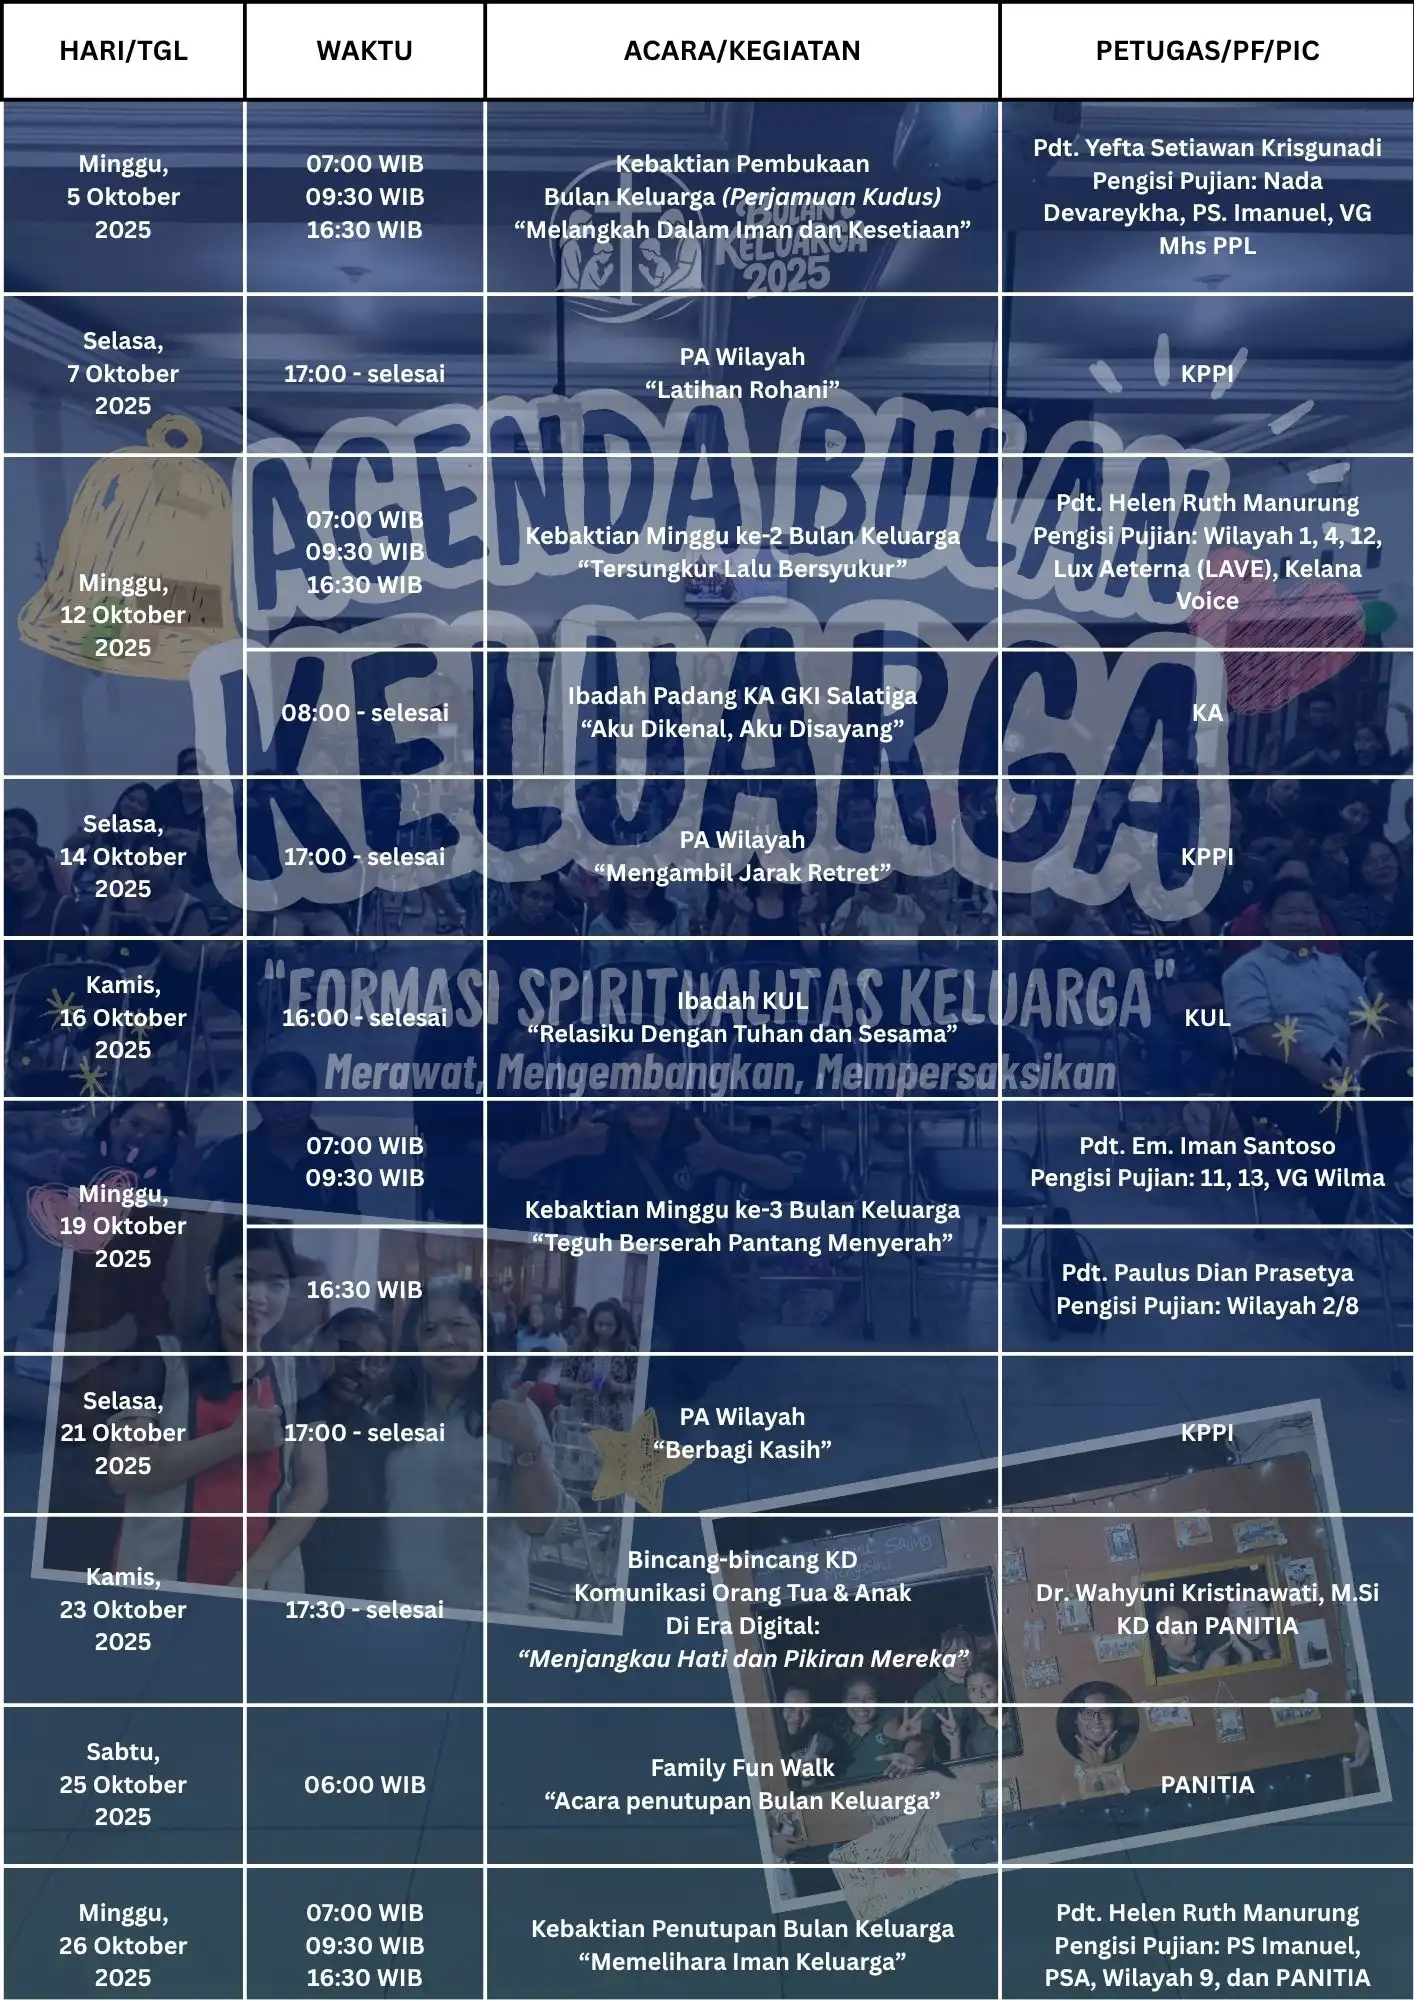 HARI/TGL
WAKTU
ACARA/KEGIATAN
PETUGAS/PF/PIC
Minggu,
5 Oktober
2025
07:00 WIB
09:30 WIB
16:30 WIB
Kebaktian Pembukaan
Bulan Keluarga (Perjamuan Kudus)
“Melangkah Dalam Iman dan Kesetiaan”
Pdt. Yefta Setiawan Krisgunadi
Pengisi Pujian: Nada
Devareykha, PS. Imanuel, VG
Mhs PPL
BULAN
KELUARGA
2025
Selasa,
7 Oktober
2025
17:00 - selesai
PA Wilayah
“Latihan Rohani”
KPPI
AGENDA BULAN
KELUARGA
Minggu,
12 Oktober
2025
07:00 WIB
09:30 WIB
16:30 WIB
Kebaktian Minggu ke-2 Bulan Keluarga
“Tersungkur Lalu Bersyukur”
Pdt. Helen Ruth Manurung
Pengisi Pujian: Wilayah 1, 4, 12,
Lux Aeterna (LAVE), Kelana
Voice
08:00 - selesai
Ibadah Padang KA GKI Salatiga
“Aku Dikenal, Aku Disayang”
KA
Selasa,
14 Oktober
2025
17:00 - selesai
PA Wilayah
“Mengambil Jarak Retret”
KPPI
Kamis,
16 Oktober
2025
16:00 - selesai
Ibadah KUL
“Relasiku Dengan Tuhan dan Sesama”
KUL
"FORMASI SPIRITUALITAS KELUARGA"
Merawat, Mengembangkan, Mempersaksikan
Minggu,
19 Oktober
2025
07:00 WIB
09:30 WIB
Kebaktian Minggu ke-3 Bulan Keluarga
“Teguh Berserah Pantang Menyerah”
Pdt. Em. Iman Santoso
Pengisi Pujian: 11, 13, VG Wilma
16:30 WIB
Pdt. Paulus Dian Prasetya
Pengisi Pujian: Wilayah 2/8
Selasa,
21 Oktober
2025
17:00 - selesai
PA Wilayah
“Berbagi Kasih”
KPPI
Kamis,
23 Oktober
2025
17:30 - selesai
Bincang-bincang KD
Komunikasi Orang Tua & Anak
Di Era Digital:
“Menjangkau Hati dan Pikiran Mereka”
Dr. Wahyuni Kristinawati, M.Si
KD dan PANITIA
Sabtu,
25 Oktober
2025
06:00 WIB
Family Fun Walk
“Acara penutupan Bulan Keluarga”
PANITIA
Minggu,
26 Oktober
2025
07:00 WIB
09:30 WIB
16:30 WIB
Kebaktian Penutupan Bulan Keluarga
“Memelihara Iman Keluarga”
Pdt. Helen Ruth Manurung
Pengisi Pujian: PS Imanuel,
PSA, Wilayah 9, dan PANITIA